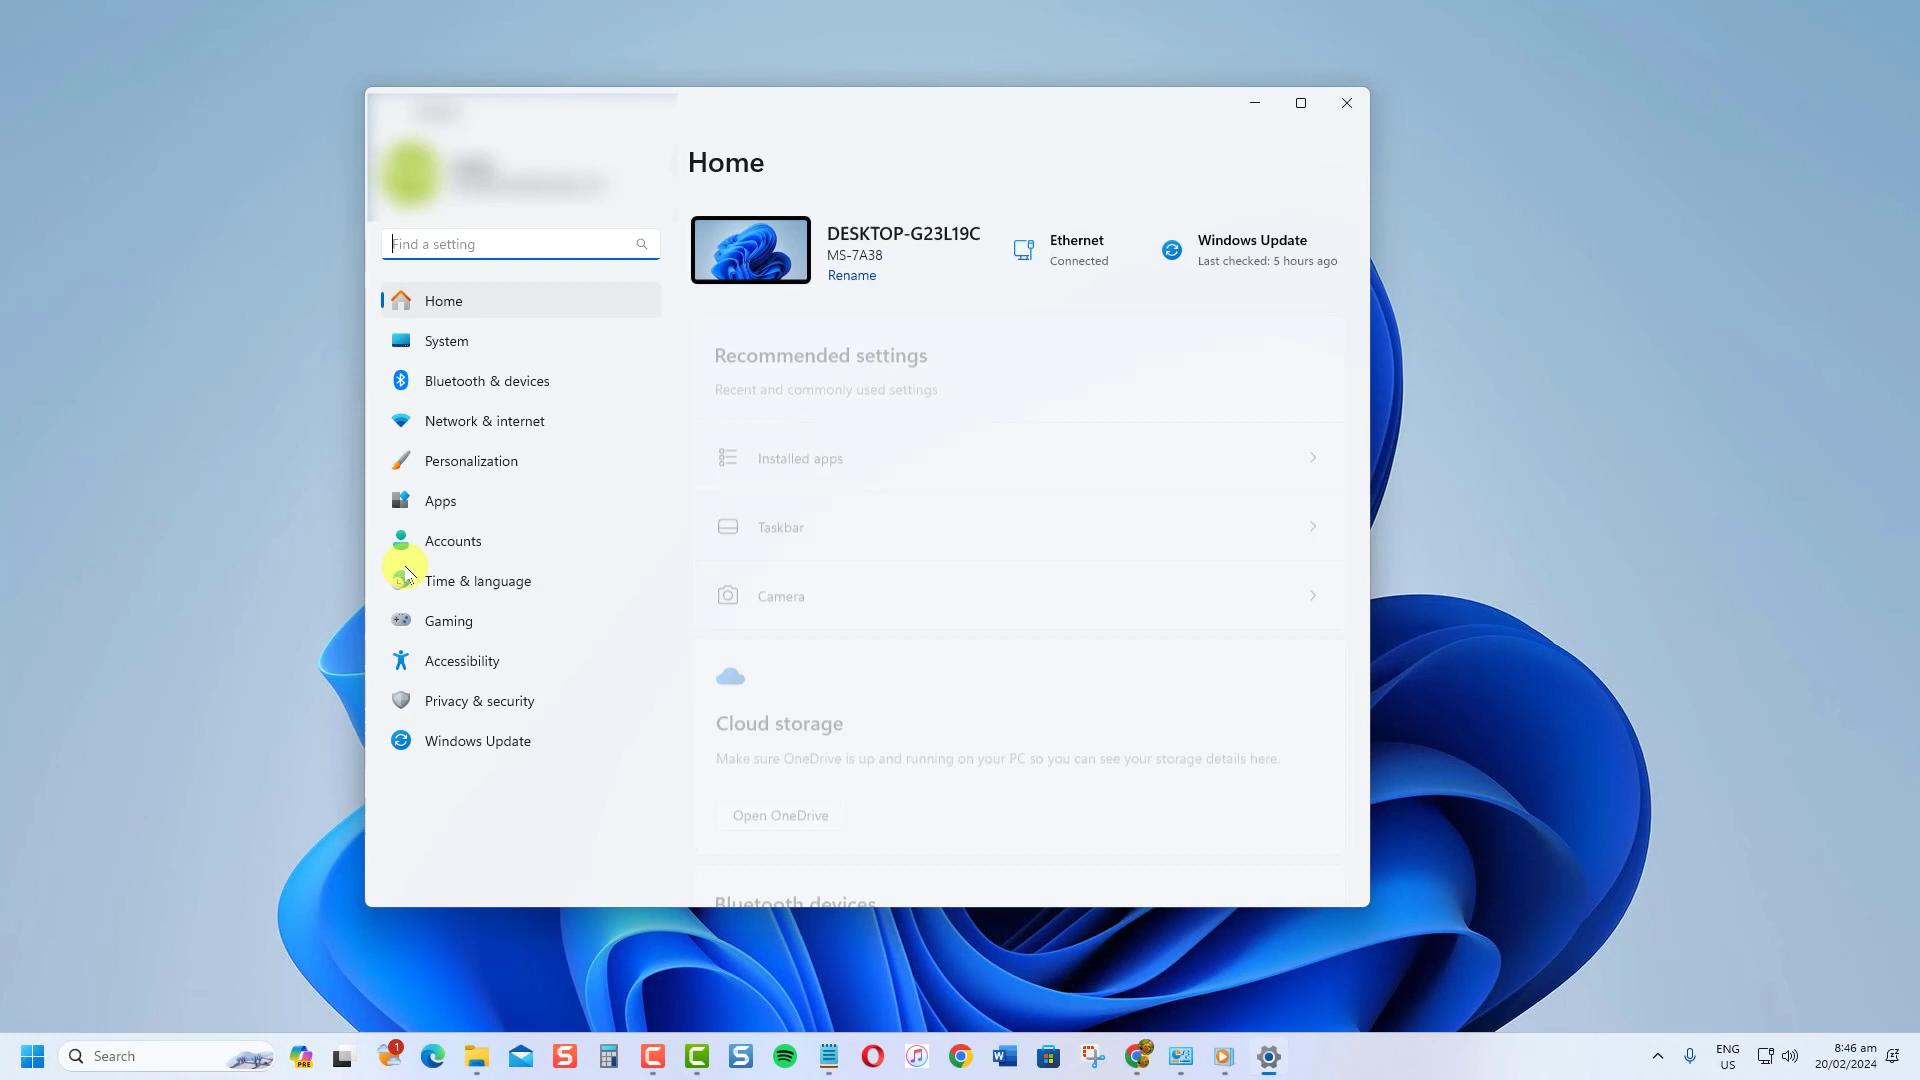 Home
DESKTOP-G23L19C
MS-7A38
Rename
Ethernet
Connected
Windows Update
Last checked: 5 hours ago
Find a setting
Home
System
Bluetooth & devices
Network & internet
Personalization
Apps
Accounts
Time & language
Gaming
Accessibility
Privacy & security
Windows Update
Recommended settings
Recent and commonly used settings
Installed apps
Taskbar
Camera
Cloud storage
Make sure OneDrive is up and running on your PC so you can see your storage details here.
Open OneDrive
Bluetooth devices
Search
PRE
1
ENG
US
8:46 am
20/02/2024